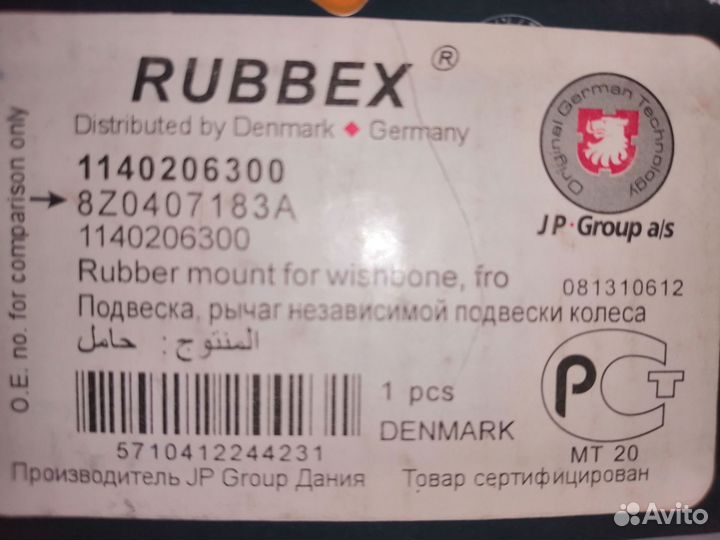 RUBBEX ®
Distributed by Denmark ♦ Germany
1140206300
8Z0407183A
1140206300
Rubber mount for wishbone, fro
081310612
Подвеска, рычаг независимой подвески колеса
المنتوج: حامل
1 pcs
DENMARK
5710412244231
Производитель JP Group Дания
O.E. no. for comparison only
Original German Technology
JP·Group a/s
РСТ
МТ 20
Товар сертифицирован
Avito